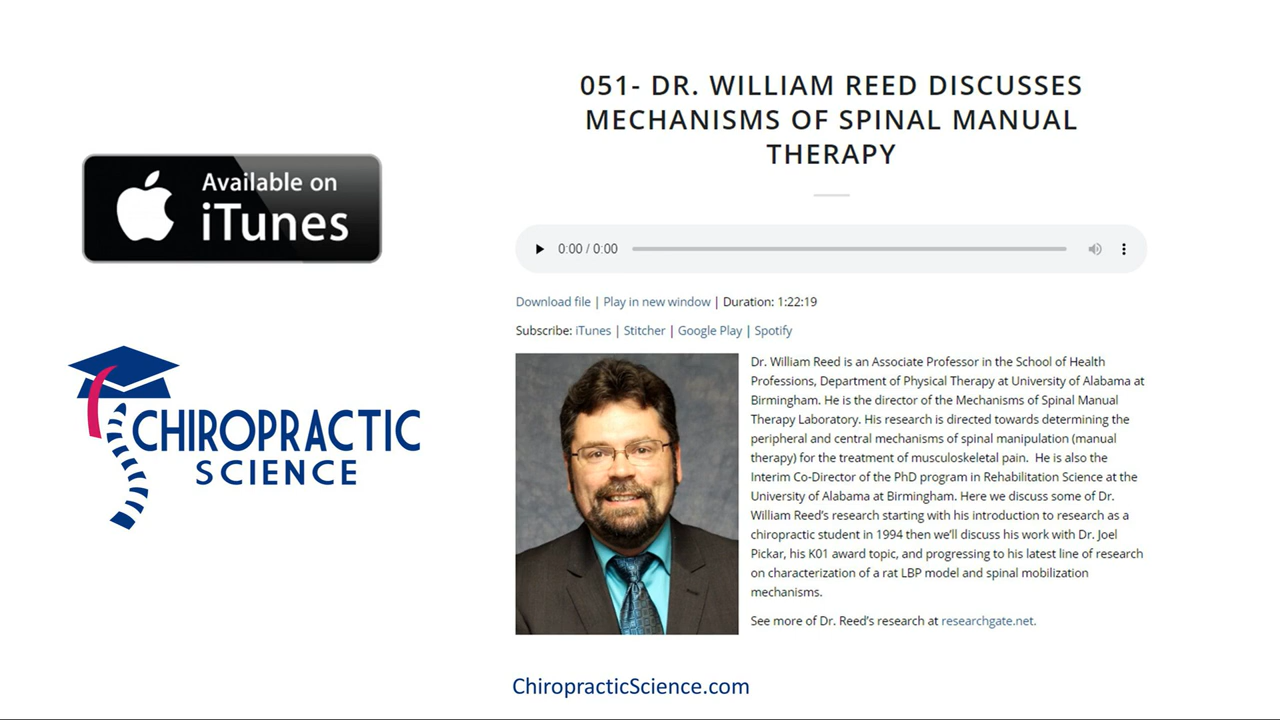 Available on
iTunes
CHIROPRACTIC
SCIENCE
051- DR. WILLIAM REED DISCUSSES
MECHANISMS OF SPINAL MANUAL
THERAPY
0:00 / 0:00
Download file | Play in new window | Duration: 1:22:19
Subscribe: iTunes | Stitcher | Google Play | Spotify
Dr. William Reed is an Associate Professor in the School of Health
Professions, Department of Physical Therapy at University of Alabama at
Birmingham. He is the director of the Mechanisms of Spinal Manual
Therapy Laboratory. His research is directed towards determining the
peripheral and central mechanisms of spinal manipulation (manual
therapy) for the treatment of musculoskeletal pain.  He is also the
Interim Co-Director of the PhD program in Rehabilitation Science at the
University of Alabama at Birmingham. Here we discuss some of Dr.
William Reed's research starting with his introduction to research as a
chiropractic student in 1994 then we'll discuss his work with Dr. Joel
Pickar, his K01 award topic, and progressing to his latest line of research
on characterization of a rat LBP model and spinal mobilization
mechanisms.
See more of Dr. Reed's research at researchgate.net.
ChiropracticScience.com